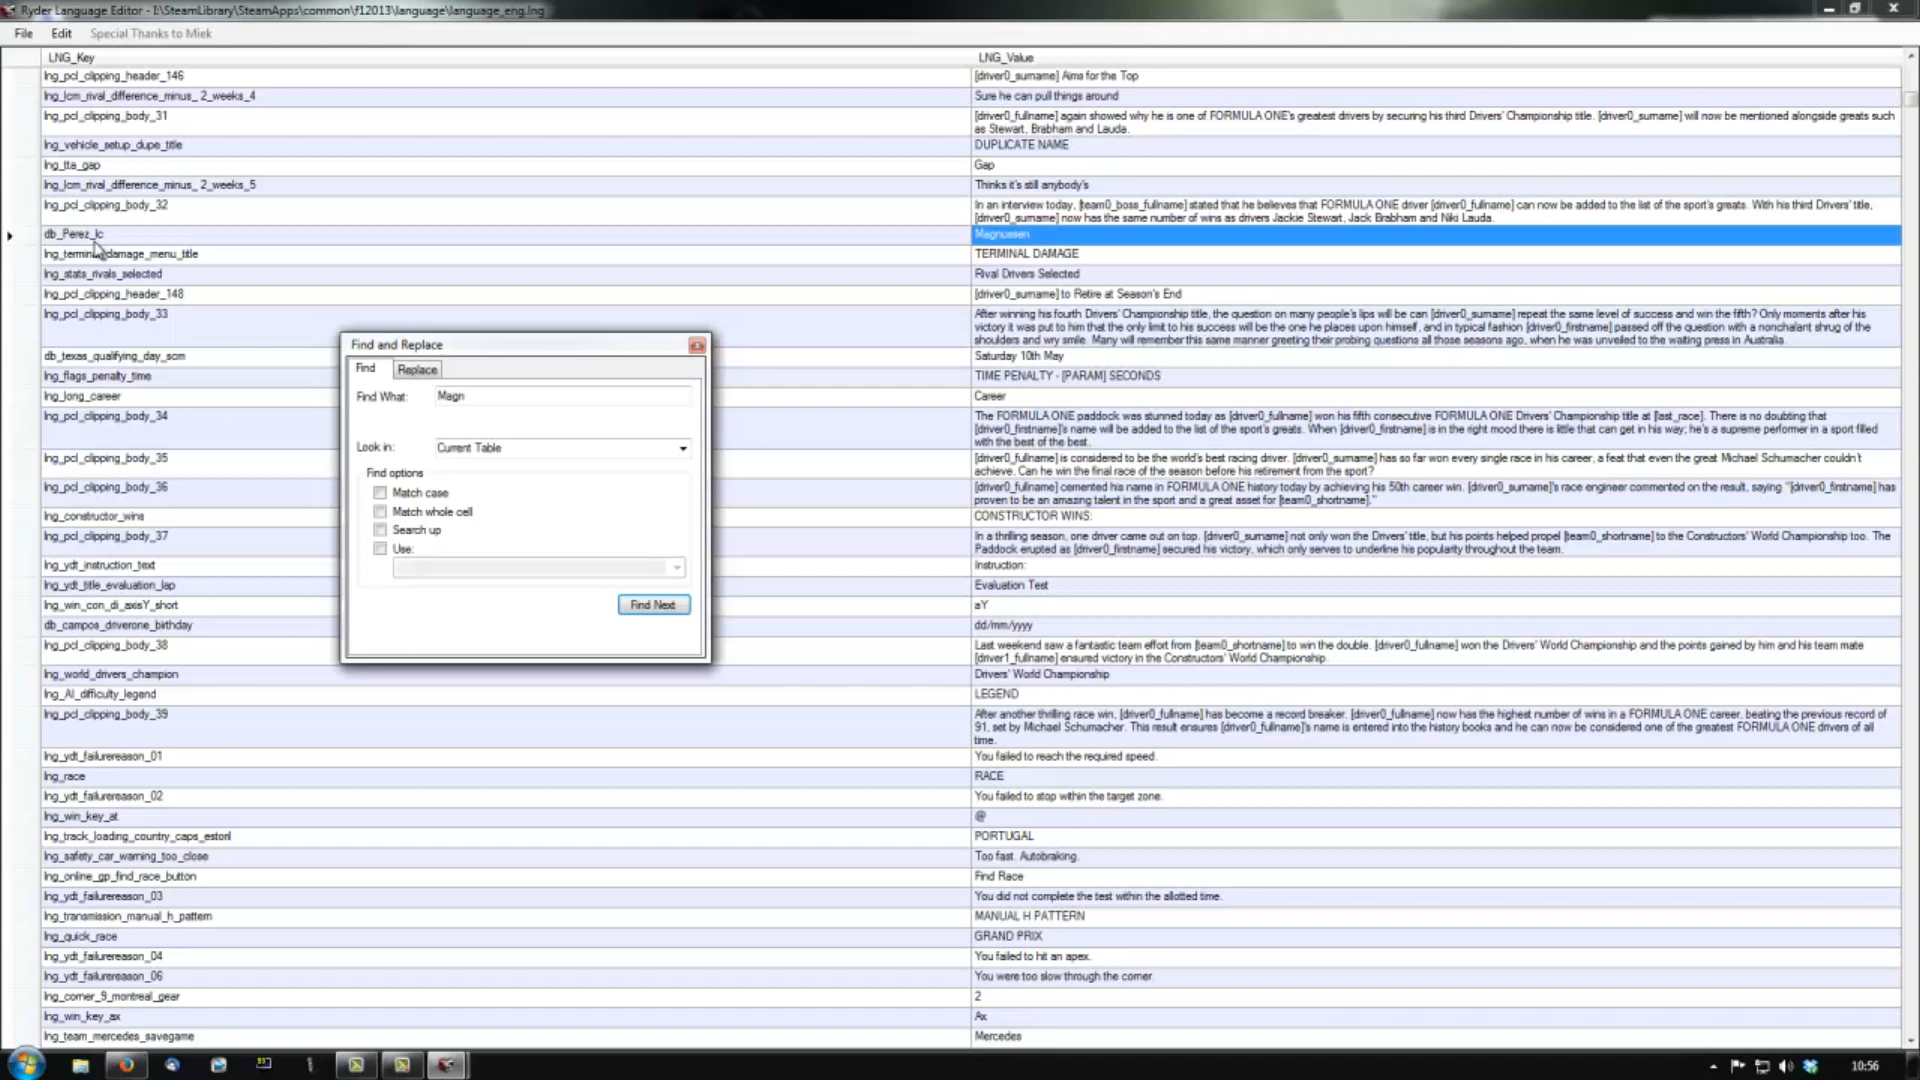 Ryder Language Editor - I:\SteamLibrary\SteamApps\common\f12013\language\language_eng.lng
File Edit Special Thanks to Miek
LNG_Key LNG_Value
lng_pcl_clipping_header_146 [driver0_surname] Aims for the Top
lng_lcm_rival_difference_minus_ 2_weeks_4 Sure he can pull things around
lng_pcl_clipping_body_31 [driver0_fullname] again showed why he is one of FORMULA ONE's greatest drivers by securing his third Drivers' Championship title. [driver0_surname] will now be mentioned alongside greats such
as Stewart, Brabham and Lauda.
lng_vehicle_setup_dupe_title DUPLICATE NAME
lng_tta_gap Gap
lng_lcm_rival_difference_minus_ 2_weeks_5 Thinks it's still anybody's
lng_pcl_clipping_body_32 In an interview today, [team0_boss_fullname] stated that he believes that FORMULA ONE driver [driver0_fullname] can now be added to the list of the sport's greats. With his third Drivers' title,
[driver0_surname] now has the same number of wins as drivers Jackie Stewart, Jack Brabham and Niki Lauda.
db_Perez_lc Magnussen
lng_terminal_damage_menu_title TERMINAL DAMAGE
lng_stats_rivals_selected Rival Drivers Selected
lng_pcl_clipping_header_148 [driver0_surname] to Retire at Season's End
lng_pcl_clipping_body_33 After winning his fourth Drivers' Championship title, the question on many people's lips will be can [driver0_surname] repeat the same level of success and win the fifth? Only moments after his
victory it was put to him that the only limit to his success will be the one he places upon himself, and in typical fashion [driver0_firstname] passed off the question with a nonchalant shrug of the
shoulders and wry smile. Many will remember this same manner greeting their probing questions all those seasons ago, when he was unveiled to the waiting press in Australia.
db_texas_qualifying_day_scm Saturday 10th May
lng_flags_penalty_time TIME PENALTY - [PARAM] SECONDS
lng_long_career Career
lng_pcl_clipping_body_34 The FORMULA ONE paddock was stunned today as [driver0_fullname] won his fifth consecutive FORMULA ONE Drivers' Championship title at [last_race]. There is no doubting that
[driver0_firstname]'s name will be added to the list of the sport's greats. When [driver0_firstname] is in the right mood there is little that can get in his way; he's a supreme performer in a sport filled
with the best of the best.
lng_pcl_clipping_body_35 [driver0_fullname] is considered to be the world's best racing driver. [driver0_surname] has so far won every single race in his career, a feat that even the great Michael Schumacher couldn't
achieve. Can he win the final race of the season before his retirement from the sport?
lng_pcl_clipping_body_36 [driver0_fullname] cemented his name in FORMULA ONE history today by achieving his 50th career win. [driver0_surname]'s race engineer commented on the result, saying "[driver0_firstname] has
proven to be an amazing talent in the sport and a great asset for [team0_shortname]."
lng_constructor_wins CONSTRUCTOR WINS:
lng_pcl_clipping_body_37 In a thrilling season, one driver came out on top. [driver0_surname] not only won the Drivers' title, but his points helped propel [team0_shortname] to the Constructors' World Championship too. The
Paddock erupted as [driver0_firstname] secured his victory, which only serves to underline his popularity throughout the team.
lng_ydt_instruction_text Instruction:
lng_ydt_title_evaluation_lap Evaluation Test
lng_win_con_di_axisY_short aY
db_campos_driverone_birthday dd/mm/yyyy
lng_pcl_clipping_body_38 Last weekend saw a fantastic team effort from [team0_shortname] to win the double. [driver0_fullname] won the Drivers' World Championship and the points gained by him and his team mate
[driver1_fullname] ensured victory in the Constructors' World Championship.
lng_world_drivers_champion Drivers' World Championship
lng_AI_difficulty_legend LEGEND
lng_pcl_clipping_body_39 After another thrilling race win, [driver0_fullname] has become a record breaker. [driver0_fullname] now has the highest number of wins in a FORMULA ONE career, beating the previous record of
91, set by Michael Schumacher. This result ensures [driver0_fullname]'s name is entered into the history books and he can now be considered one of the greatest FORMULA ONE drivers of all
time.
lng_ydt_failurereason_01 You failed to reach the required speed.
lng_race RACE
lng_ydt_failurereason_02 You failed to stop within the target zone.
lng_win_key_at @
lng_track_loading_country_caps_estoril PORTUGAL
lng_safety_car_warning_too_close Too fast. Autobraking.
lng_online_gp_find_race_button Find Race
lng_ydt_failurereason_03 You did not complete the test within the allotted time.
lng_transmission_manual_h_pattern MANUAL H PATTERN
lng_quick_race GRAND PRIX
lng_ydt_failurereason_04 You failed to hit an apex.
lng_ydt_failurereason_06 You were too slow through the corner.
lng_corner_9_montreal_gear 2
lng_win_key_ax Ax
lng_team_mercedes_savegame Mercedes
Find and Replace
Find Replace
Find What: Magn
Look in: Current Table
Find options
Match case
Match whole cell
Search up
Use:
Find Next
10:56